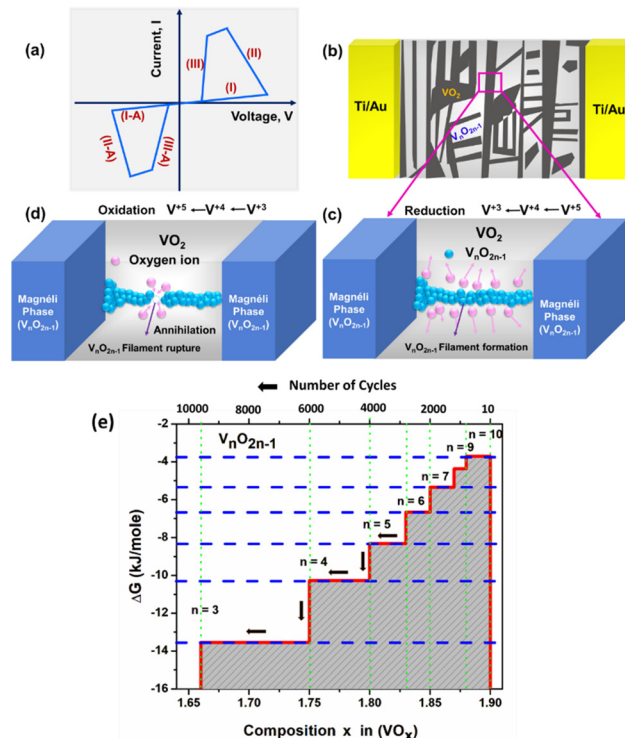 (a)
Currrent, I
(III)
(II)
(I)
Voltage, V
(I-A)
(II-A)
(III-A)
(b)
Ti/Au
VO2
VnO2n-1
Ti/Au
(d)
Oxidation V+5 ← V+4 ← V+3
VO2
Oxygen ion
Magnéli
Phase
(VnO2n-1)
Magnéli
Phase
(VnO2n-1)
Annihilation
VnO2n-1 Filament rupture
(c)
Reduction V+3 ← V+4 ← V+5
VO2
VnO2n-1
Magnéli
Phase
(VnO2n-1)
Magnéli
Phase
(VnO2n-1)
VnO2n-1 Filament formation
(e)
Number of Cycles
10000 8000 6000 4000 2000 10
VnO2n-1
n = 10
n = 9
n = 7
n = 6
n = 5
n = 4
n = 3
ΔG (kJ/mole)
-2
-4
-6
-8
-10
-12
-14
-16
1.65 1.70 1.75 1.80 1.85 1.90
Composition x in (VOx)